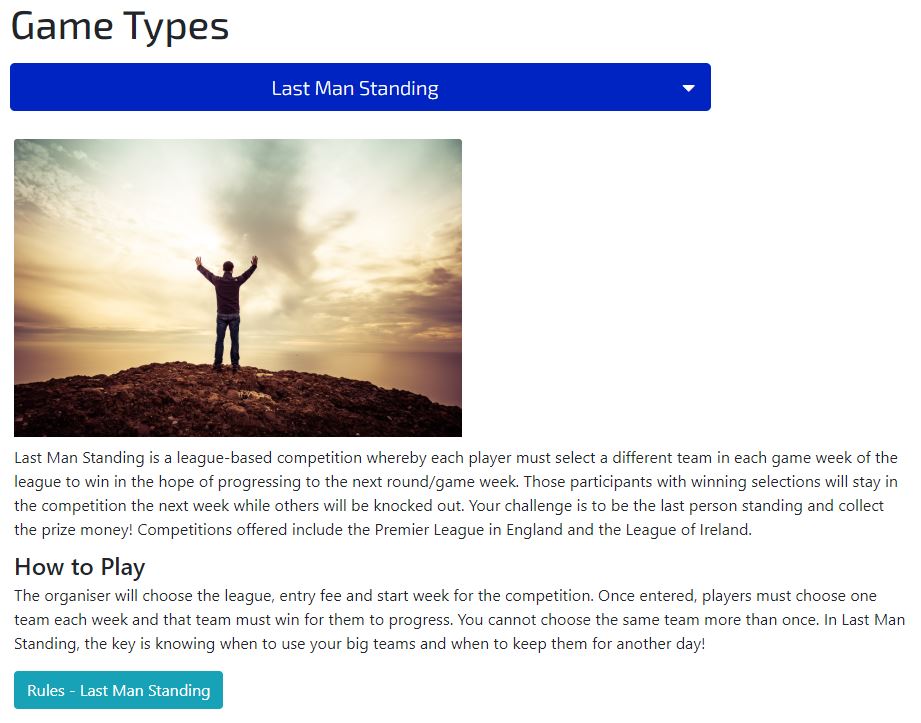 Game Types
Last Man Standing
Last Man Standing is a league-based competition whereby each player must select a different team in each game week of the
league to win in the hope of progressing to the next round/game week. Those participants with winning selections will stay in
the competition the next week while others will be knocked out. Your challenge is to be the last person standing and collect
the prize money! Competitions offered include the Premier League in England and the League of Ireland.
How to Play
The organiser will choose the league, entry fee and start week for the competition. Once entered, players must choose one
team each week and that team must win for them to progress. You cannot choose the same team more than once. In Last Man
Standing, the key is knowing when to use your big teams and when to keep them for another day!
Rules - Last Man Standing